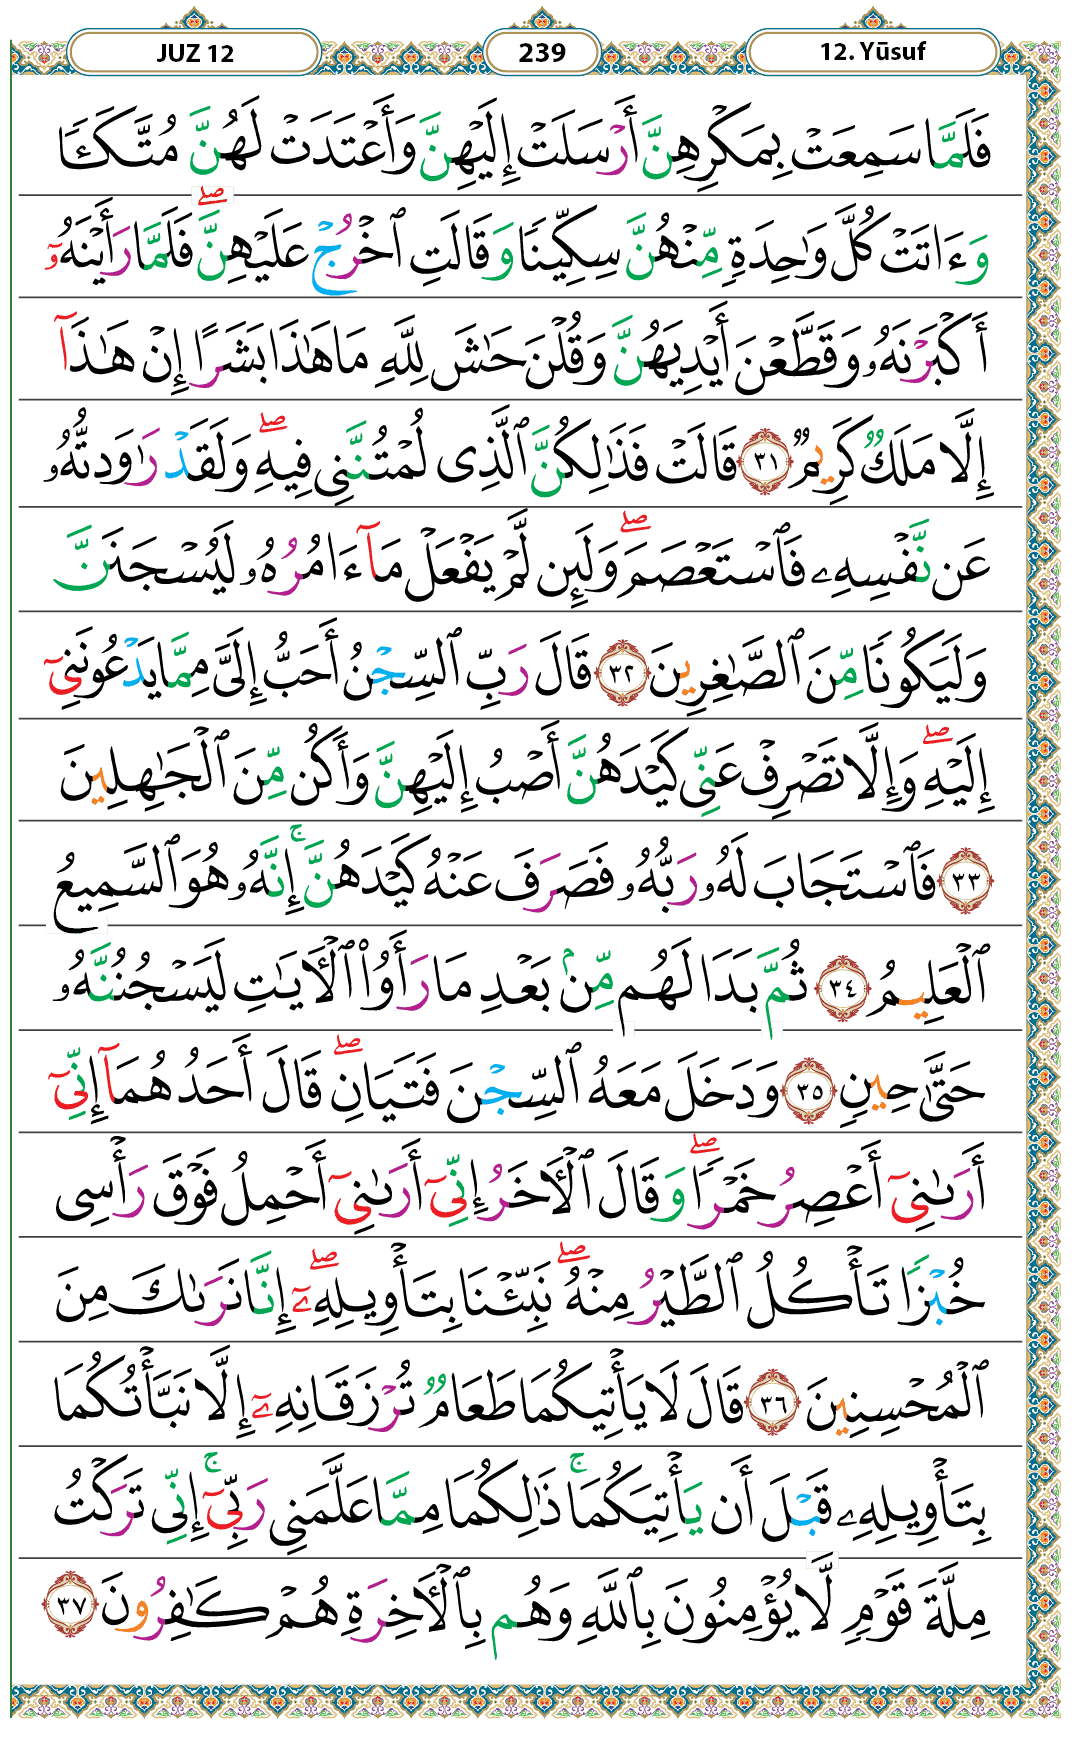 JUZ 12
239
12. Yūsuf
فَلَمَّا سَمِعَتْ بِمَكْرِهِنَّ أَرْسَلَتْ إِلَيْهِنَّ وَأَعْتَدَتْ لَهُنَّ مُتَّكَـًٔا
وَءَاتَتْ كُلَّ وَٰحِدَةٍ مِّنْهُنَّ سِكِّينًا وَقَالَتِ ٱخْرُجْ عَلَيْهِنَّ ۖ فَلَمَّا رَأَيْنَهُۥٓ
أَكْبَرْنَهُۥ وَقَطَّعْنَ أَيْدِيَهُنَّ وَقُلْنَ حَٰشَ لِلَّهِ مَا هَٰذَا بَشَرًا إِنْ هَٰذَآ
إِلَّا مَلَكٌ كَرِيمٌ ٣١ قَالَتْ فَذَٰلِكُنَّ ٱلَّذِى لُمْتُنَّنِى فِيهِ ۖ وَلَقَدْ رَٰوَدتُّهُۥ
عَن نَّفْسِهِۦ فَٱسْتَعْصَمَ ۖ وَلَئِن لَّمْ يَفْعَلْ مَآ ءَامُرُهُۥ لَيُسْجَنَنَّ
وَلَيَكُونًا مِّنَ ٱلصَّٰغِرِينَ ٣٢ قَالَ رَبِّ ٱلسِّجْنُ أَحَبُّ إِلَىَّ مِمَّا يَدْعُونَنِىٓ
إِلَيْهِ ۖ وَإِلَّا تَصْرِفْ عَنِّى كَيْدَهُنَّ أَصْبُ إِلَيْهِنَّ وَأَكُن مِّنَ ٱلْجَٰهِلِينَ
٣٣ فَٱسْتَجَابَ لَهُۥ رَبُّهُۥ فَصَرَفَ عَنْهُ كَيْدَهُنَّ ۚ إِنَّهُۥ هُوَ ٱلسَّمِيعُ
ٱلْعَلِيمُ ٣٤ ثُمَّ بَدَا لَهُم مِّنۢ بَعْدِ مَا رَأَوُا۟ ٱلْءَايَٰتِ لَيَسْجُنُنَّهُۥ
حَتَّىٰ حِينٍ ٣٥ وَدَخَلَ مَعَهُ ٱلسِّجْنَ فَتَيَانِ ۖ قَالَ أَحَدُهُمَآ إِنِّىٓ
أَرَىٰنِىٓ أَعْصِرُ خَمْرًا ۖ وَقَالَ ٱلْءَاخَرُ إِنِّىٓ أَرَىٰنِىٓ أَحْمِلُ فَوْقَ رَأْسِى
خُبْزًا تَأْكُلُ ٱلطَّيْرُ مِنْهُ ۖ نَبِّئْنَا بِتَأْوِيلِهِۦٓ ۖ إِنَّا نَرَىٰكَ مِنَ
ٱلْمُحْسِنِينَ ٣٦ قَالَ لَا يَأْتِيكُمَا طَعَامٌ تُرْزَقَانِهِۦٓ إِلَّا نَبَّأْتُكُمَا
بِتَأْوِيلِهِۦ قَبْلَ أَن يَأْتِيَكُمَا ۚ ذَٰلِكُمَا مِمَّا عَلَّمَنِى رَبِّىٓ ۚ إِنِّى تَرَكْتُ
مِلَّةَ قَوْمٍ لَّا يُؤْمِنُونَ بِٱللَّهِ وَهُم بِٱلْءَاخِرَةِ هُمْ كَٰفِرُونَ ٣٧